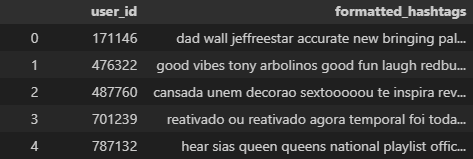 user_id formatted_hashtags
0 171146 dad wall jeffreestar accurate new bringing pal...
1 476322 good vibes tony arbolinos good fun laugh redbu...
2 487760 cansada unem decorao sextooooou te inspira rev...
3 701239 reativado ou reativado agora temporal foi toda...
4 787132 hear sias queen queens national playlist offic...